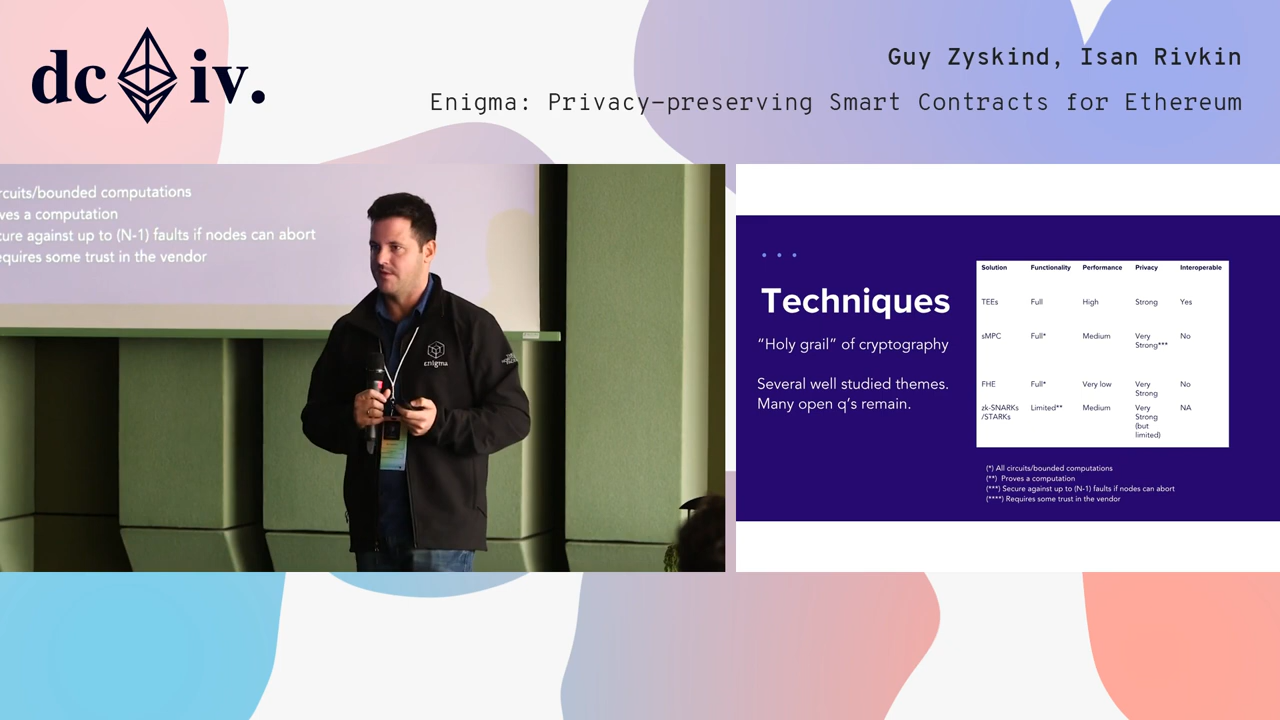 dc iv.
Guy Zyskind, Isan Rivkin
Enigma: Privacy-preserving Smart Contracts for Ethereum
rcuits/bounded computations
ves a computation
cure against up to (N-1) faults if nodes can abort
equires some trust in the vendor
enigma
Techniques
“Holy grail” of cryptography
Several well studied themes.
Many open q’s remain.
Solution Functionality Performance Privacy Interoperable
TEEs Full High Strong Yes
sMPC Full* Medium Very No
Strong***
FHE Full* Very low Very No
Strong
zk-SNARKs Limited** Medium Very NA
/STARKs Strong
(but
limited)
(*) All circuits/bounded computations
(**) Proves a computation
(***) Secure against up to (N-1) faults if nodes can abort
(****) Requires some trust in the vendor